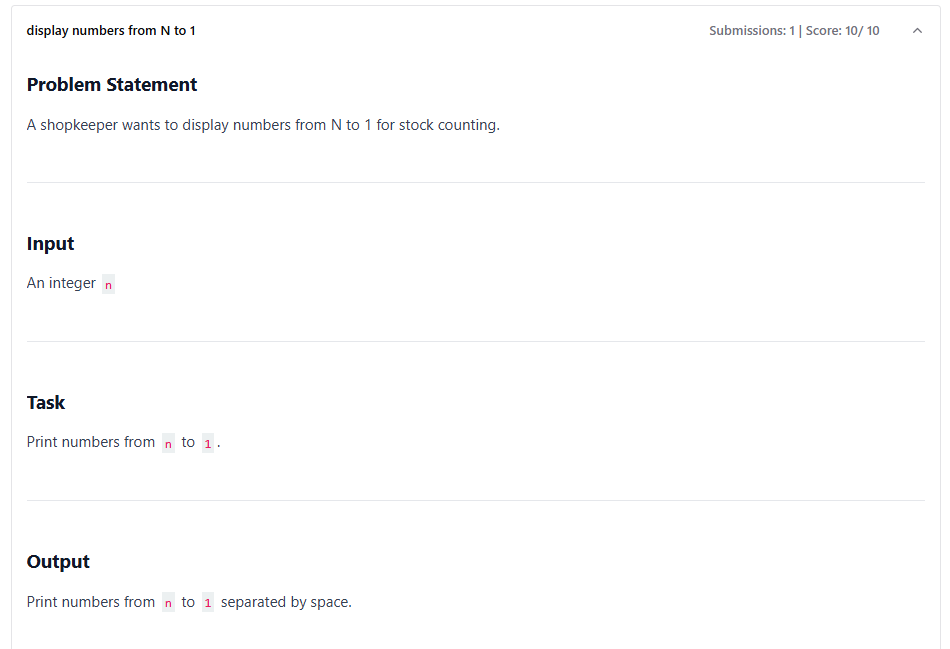 display numbers from N to 1
Submissions: 1 | Score: 10/ 10
Problem Statement
A shopkeeper wants to display numbers from N to 1 for stock counting.
Input
An integer n
Task
Print numbers from n to 1.
Output
Print numbers from n to 1 separated by space.